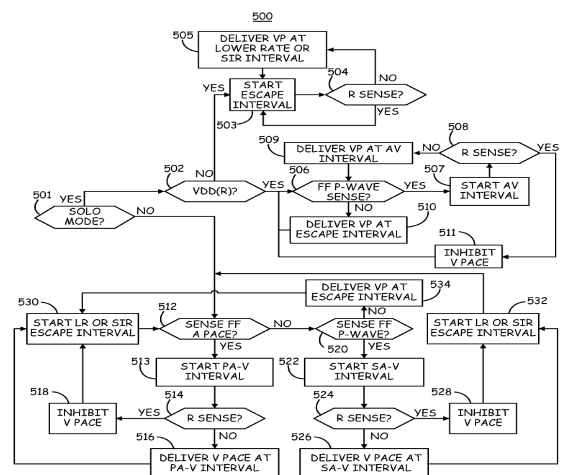 500
505
DELIVER VP AT
LOWER RATE OR
SIR INTERVAL
YES
START
ESCAPE
INTERVAL
503
504
NO
R SENSE?
YES
509
DELIVER VP AT AV
INTERVAL
NO
508
R SENSE?
YES
502
NO
VDD(R)?
YES
506
FF P-WAVE
SENSE?
YES
507
START AV
INTERVAL
NO
DELIVER VP AT
ESCAPE INTERVAL
510
501
YES
SOLO
MODE?
NO
511
INHIBIT
V PACE
DELIVER VP AT
ESCAPE INTERVAL
534
530
START LR OR SIR
ESCAPE INTERVAL
512
SENSE FF
A PACE?
NO
NO
SENSE FF
P-WAVE?
520
532
START LR OR SIR
ESCAPE INTERVAL
YES
513
START PA-V
INTERVAL
YES
522
START SA-V
INTERVAL
518
INHIBIT
V PACE
YES
514
R SENSE?
NO
524
R SENSE?
YES
NO
528
INHIBIT
V PACE
516
DELIVER V PACE AT
PA-V INTERVAL
526
DELIVER V PACE AT
SA-V INTERVAL